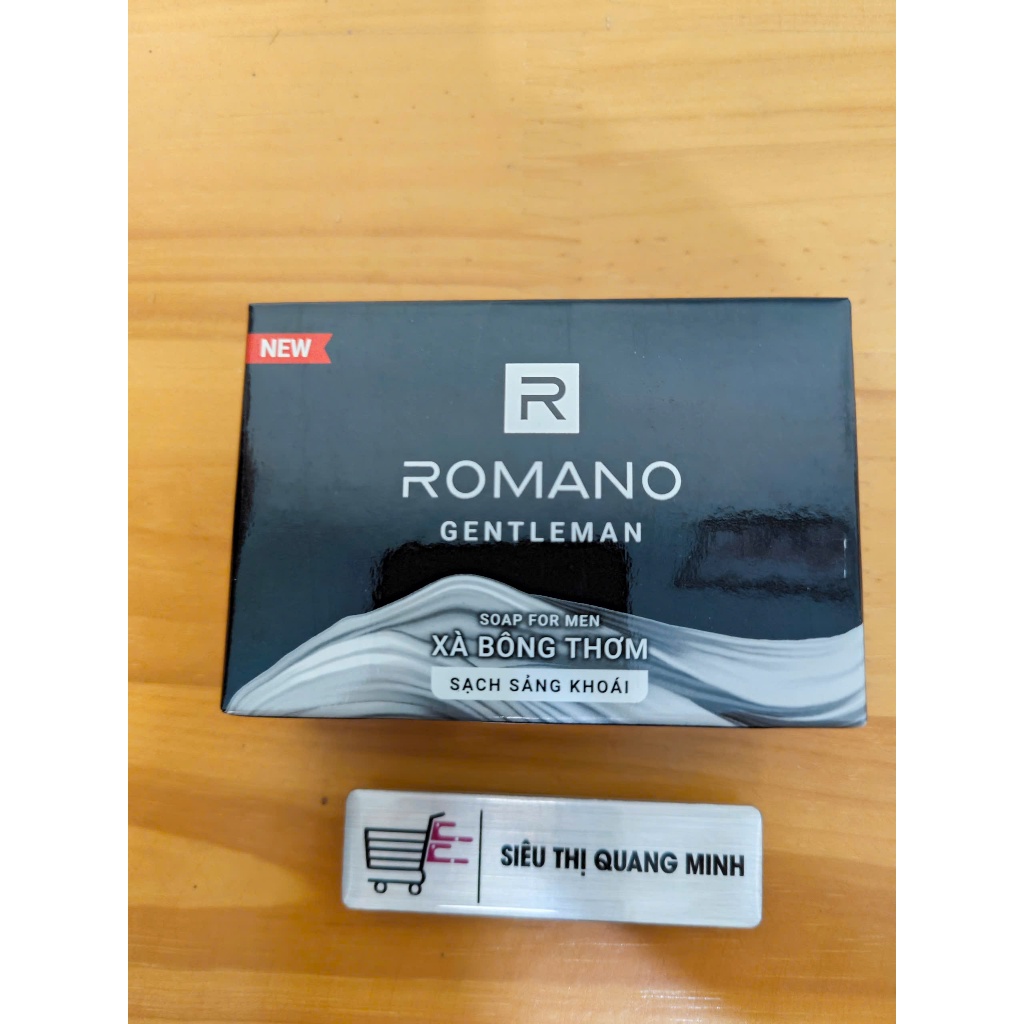 NEW
R
ROMANO
GENTLEMAN
SOAP FOR MEN
XÀ BÔNG THƠM
SẠCH SẢNG KHOÁI
SIÊU THỊ QUANG MINH